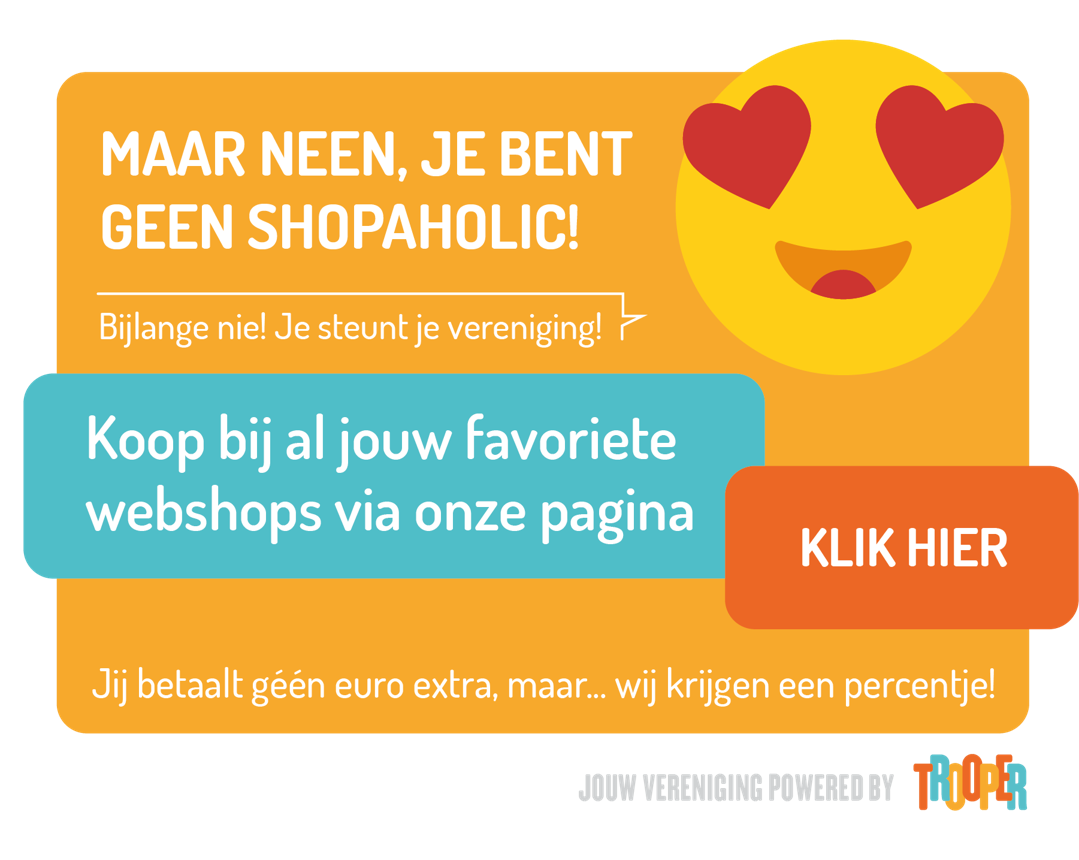 MAAR NEEN, JE BENT
GEEN SHOPAHOLIC!
Bijlange nie! Je steunt je vereniging!
Koop bij al jouw favoriete
webshops via onze pagina
KLIK HIER
Jij betaalt géén euro extra, maar... wij krijgen een percentje!
JOUW VERENIGING POWERED BY TROOPER